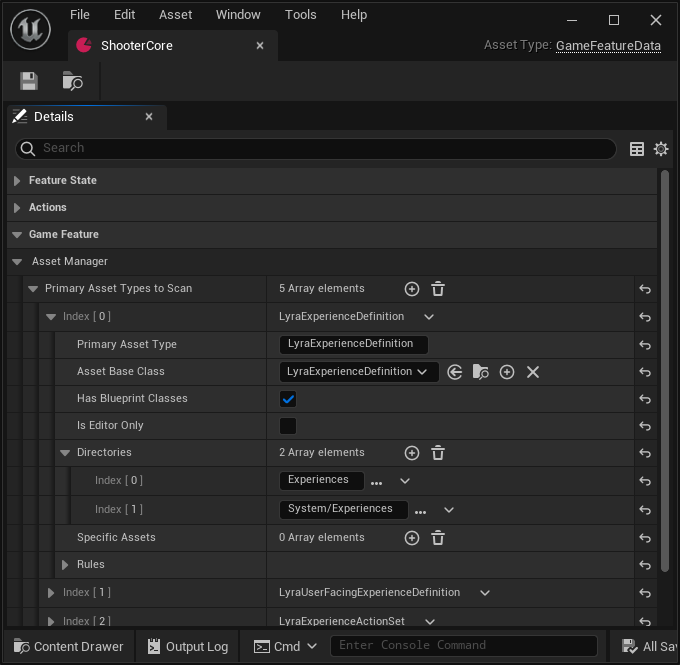 File Edit Asset Window Tools Help
ShooterCore
Asset Type: GameFeatureData
Details
Search
Feature State
Actions
Game Feature
Asset Manager
Primary Asset Types to Scan 5 Array elements
Index [ 0 ] LyraExperienceDefinition
Primary Asset Type LyraExperienceDefinition
Asset Base Class LyraExperienceDefinition
Has Blueprint Classes
Is Editor Only
Directories 2 Array elements
Index [ 0 ] Experiences ...
Index [ 1 ] System/Experiences ...
Specific Assets 0 Array elements
Rules
Index [ 1 ] LyraUserFacingExperienceDefinition
Index [ 2 ] LyraExperienceActionSet
Content Drawer Output Log Cmd Enter Console Command All Sav